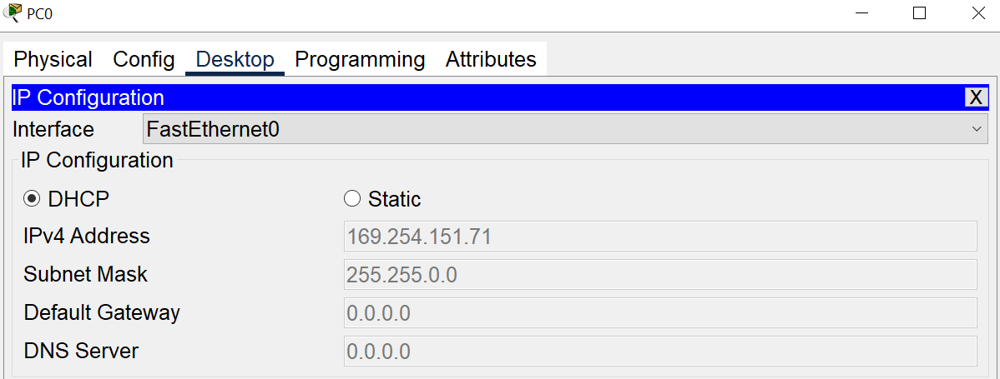 PC0
Physical Config Desktop Programming Attributes
IP Configuration X
Interface FastEthernet0
IP Configuration
DHCP Static
IPv4 Address 169.254.151.71
Subnet Mask 255.255.0.0
Default Gateway 0.0.0.0
DNS Server 0.0.0.0